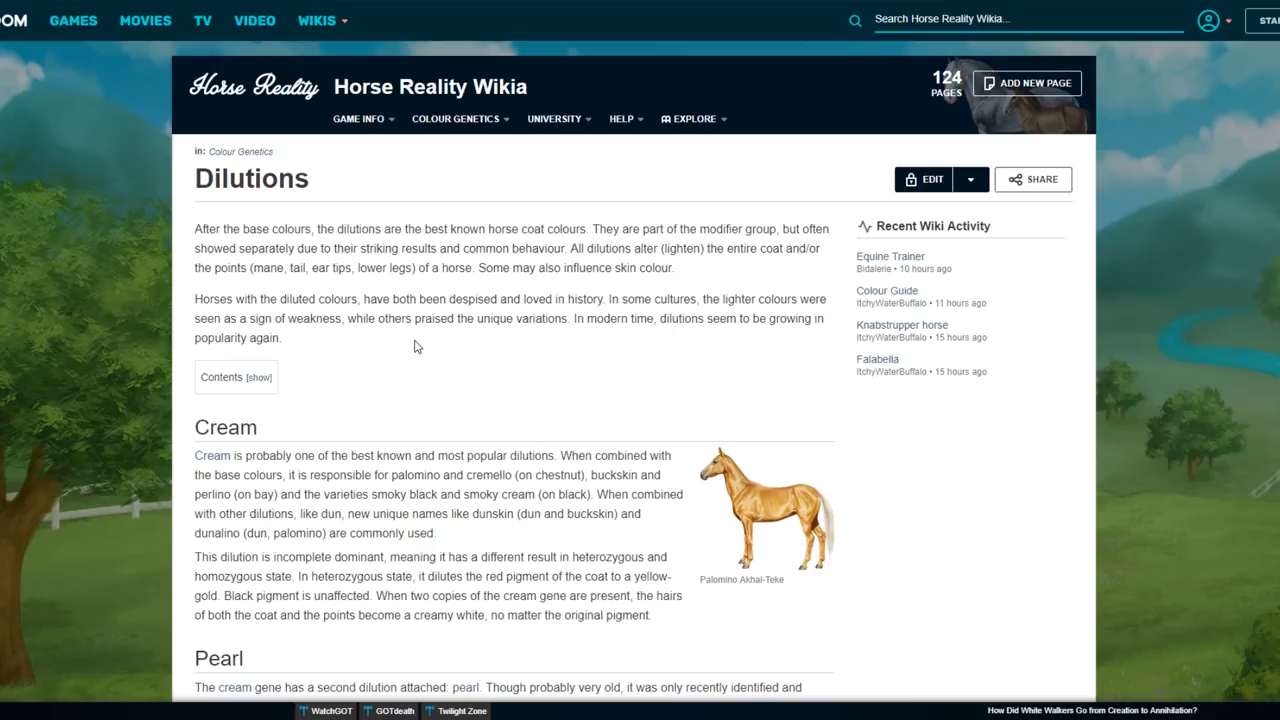 OM GAMES MOVIES TV VIDEO WIKIS Search Horse Reality Wikia... STA
Horse Reality Horse Reality Wikia 124 PAGES ADD NEW PAGE
GAME INFO COLOUR GENETICS UNIVERSITY HELP EXPLORE
in: Colour Genetics
Dilutions EDIT SHARE
After the base colours, the dilutions are the best known horse coat colours. They are part of the modifier group, but often
showed separately due to their striking results and common behaviour. All dilutions alter (lighten) the entire coat and/or
the points (mane, tail, ear tips, lower legs) of a horse. Some may also influence skin colour.
Horses with the diluted colours, have both been despised and loved in history. In some cultures, the lighter colours were
seen as a sign of weakness, while others praised the unique variations. In modern time, dilutions seem to be growing in
popularity again.
Contents [show]
Recent Wiki Activity
Equine Trainer
Bidalerie • 10 hours ago
Colour Guide
ItchyWaterBuffalo • 11 hours ago
Knabstrupper horse
ItchyWaterBuffalo • 15 hours ago
Falabella
ItchyWaterBuffalo • 15 hours ago
Cream
Cream is probably one of the best known and most popular dilutions. When combined with
the base colours, it is responsible for palomino and cremello (on chestnut), buckskin and
perlino (on bay) and the varieties smoky black and smoky cream (on black). When combined
with other dilutions, like dun, new unique names like dunskin (dun and buckskin) and
dunalino (dun, palomino) are commonly used.
This dilution is incomplete dominant, meaning it has a different result in heterozygous and
homozygous state. In heterozygous state, it dilutes the red pigment of the coat to a yellow-
gold. Black pigment is unaffected. When two copies of the cream gene are present, the hairs
of both the coat and the points become a creamy white, no matter the original pigment.
Palomino Akhal-Teke
Pearl
The cream gene has a second dilution attached: pearl. Though probably very old, it was only recently identified and
WatchGOT GOTdeath Twilight Zone How Did White Walkers Go from Creation to Annihilation?